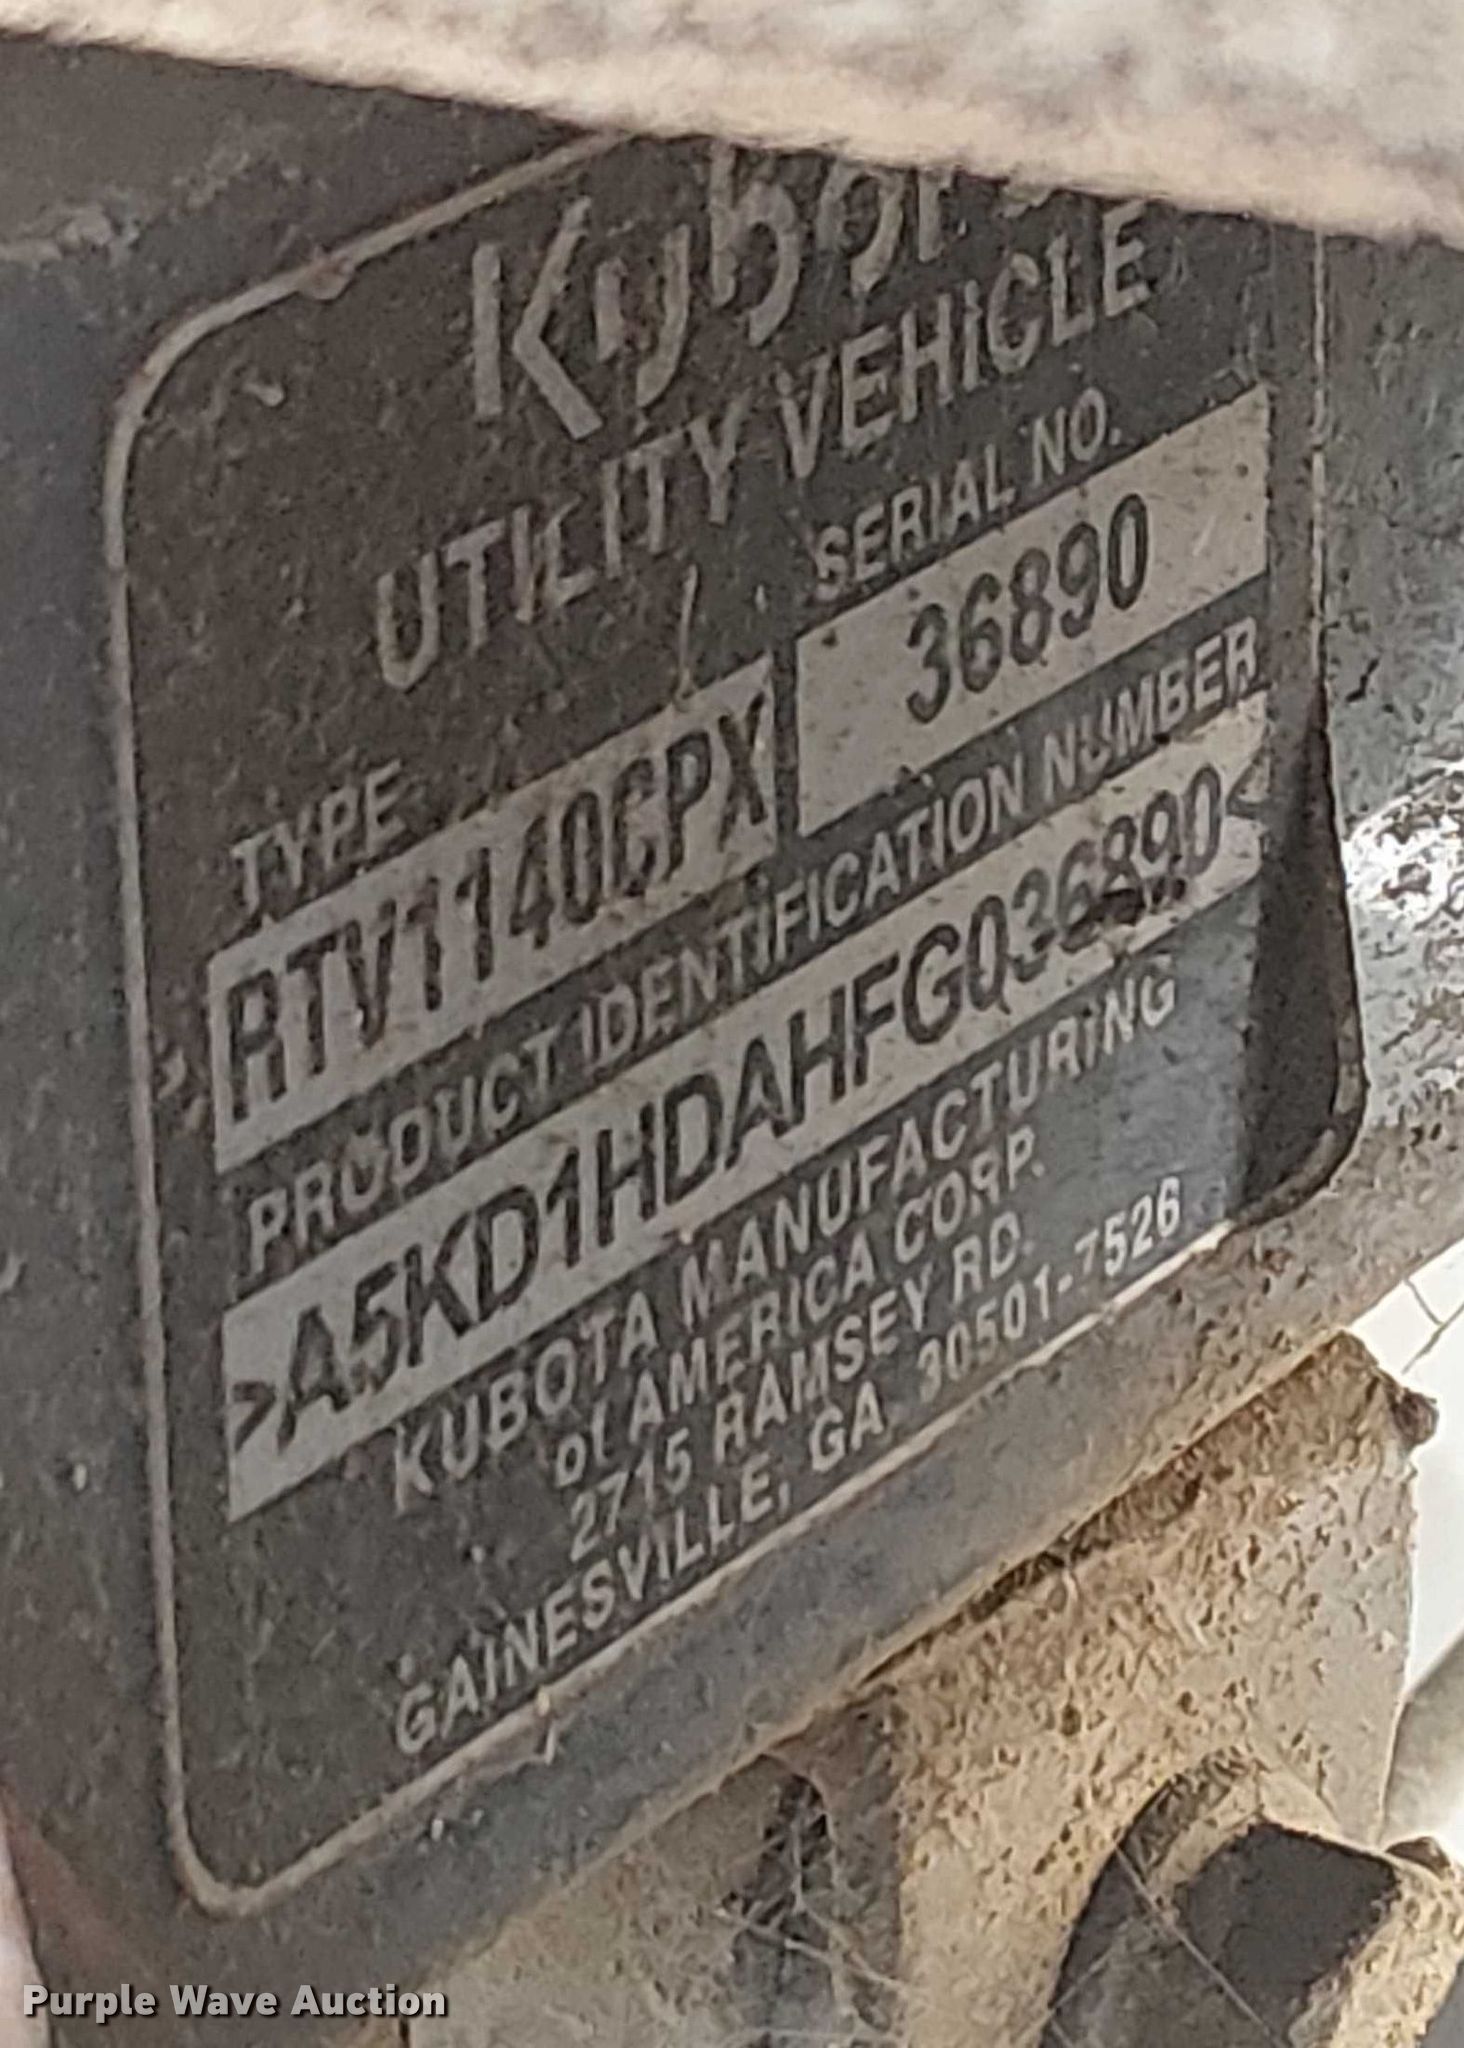 Kubota
UTILITY VEHICLE
SERIAL NO.
36890
TYPE
RTV1140CPX
PRODUCT IDENTIFICATION NUMBER
>A5KD1HDAHFG036890<
KUBOTA MANUFACTURING
of AMERICA CORP.
2715 RAMSEY RD.
GAINESVILLE, GA. 30501-7526
Purple Wave Auction